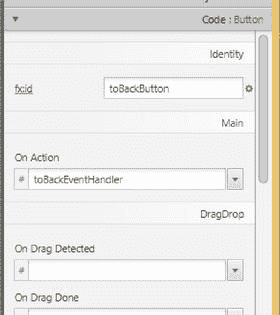 Code : Button
Identity
fx:id
toBackButton
Main
On Action
# toBackEventHandler
DragDrop
On Drag Detected
#
On Drag Done